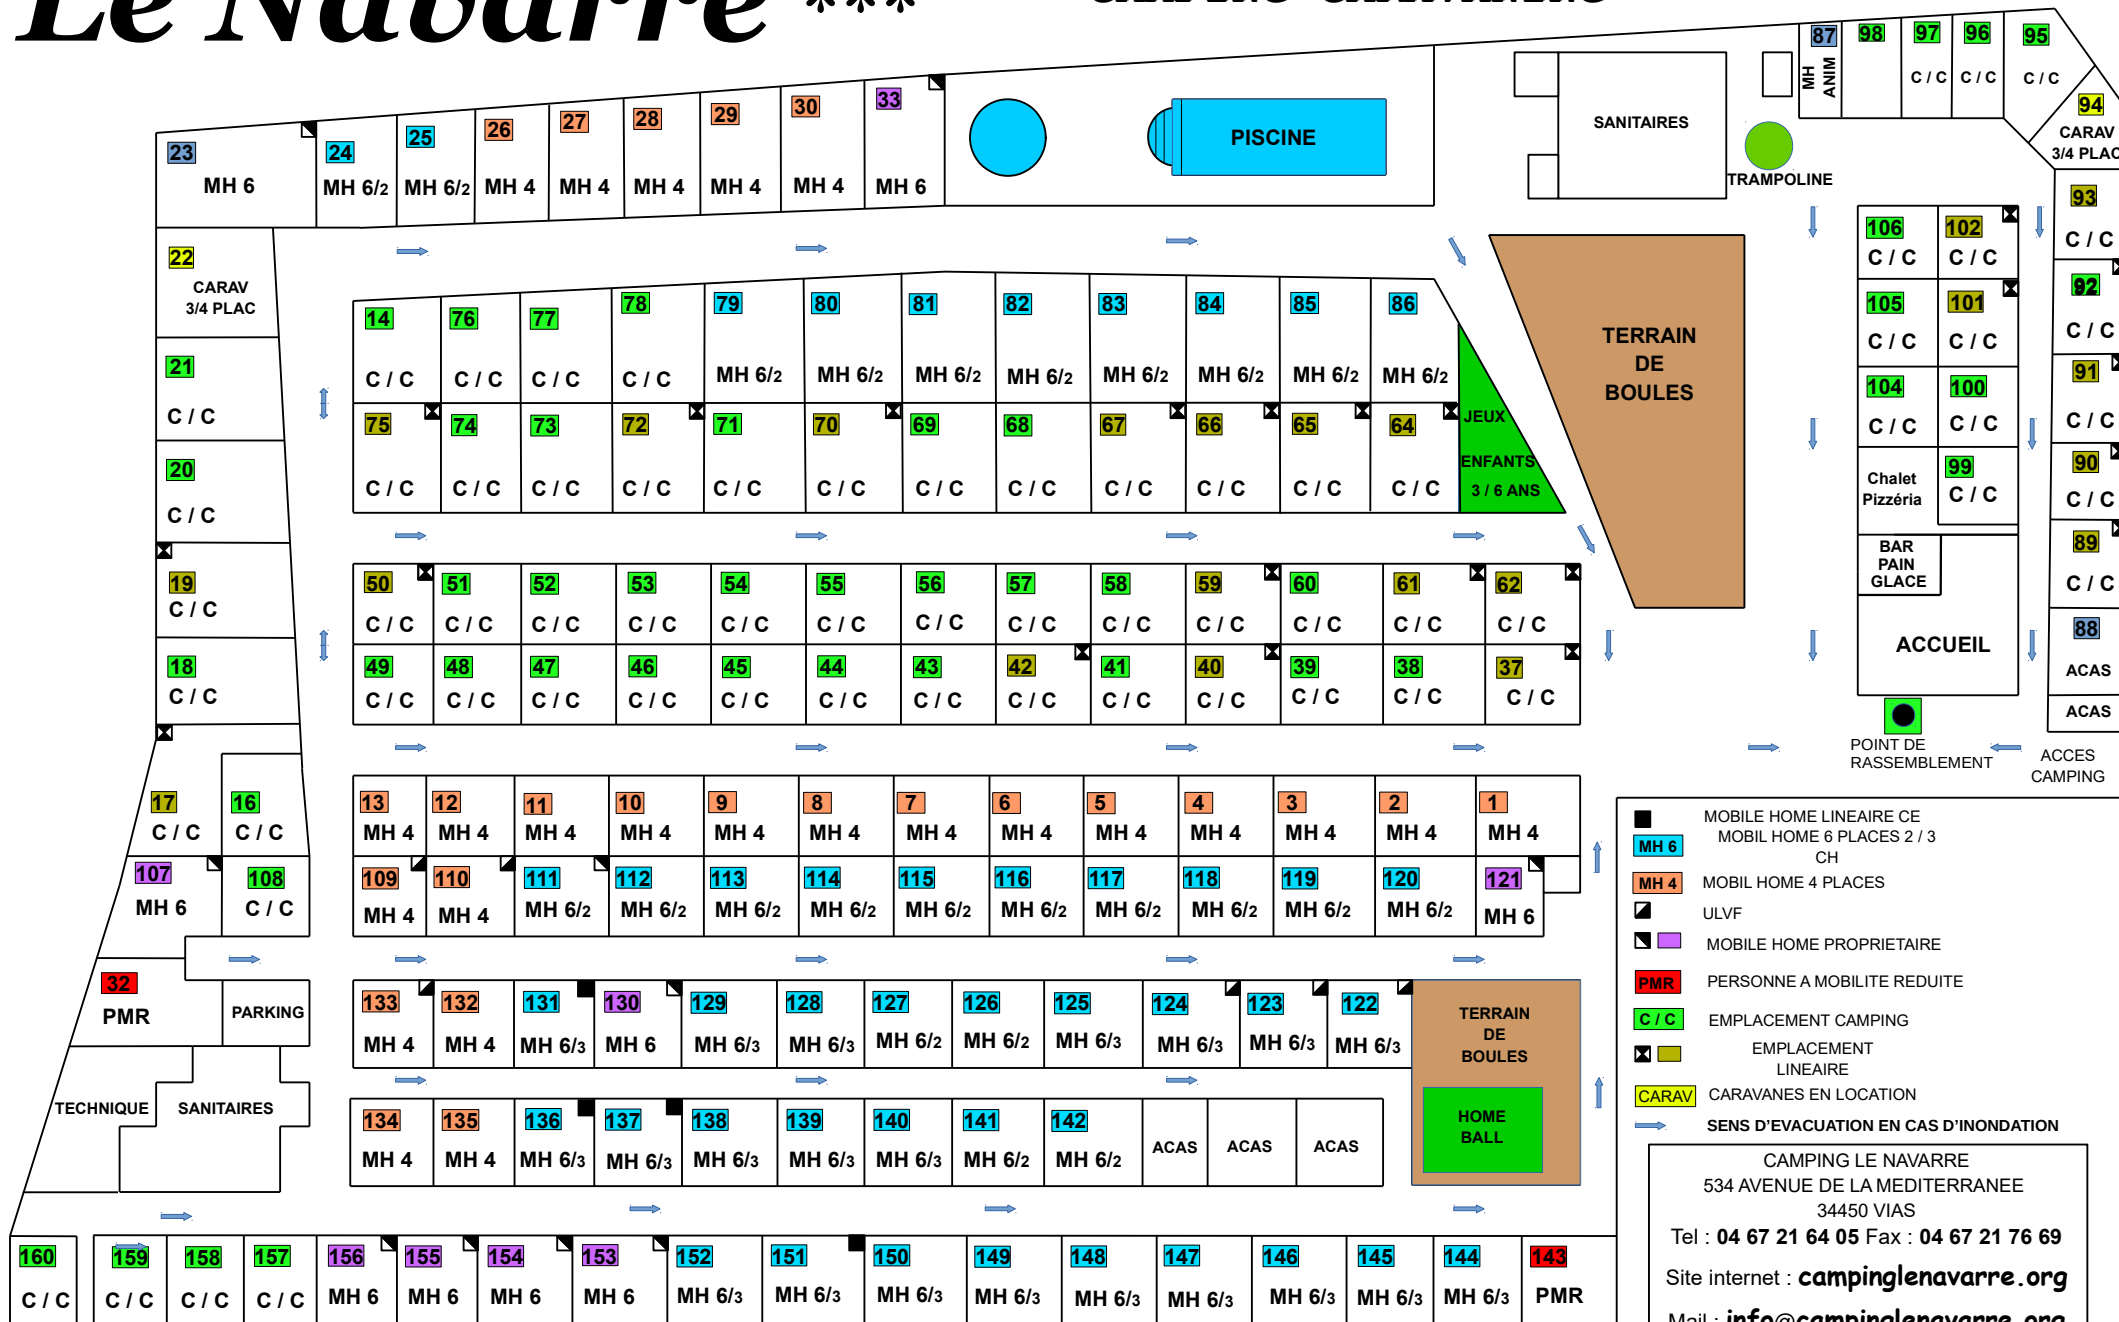 Le Navarre ***
87 98 97 96 95
MH ANIM C / C C / C C / C
94
CARAV
3/4 PLAC
23 24 25 26 27 28 29 30 33
MH 6 MH 6/2 MH 6/2 MH 4 MH 4 MH 4 MH 4 MH 4 MH 6
PISCINE
SANITAIRES
TRAMPOLINE
22
CARAV
3/4 PLAC
21
C / C
20
C / C
19
C / C
18
C / C
17 16
C / C C / C
107 108
MH 6 C / C
32
PMR
PARKING
TECHNIQUE SANITAIRES
14 76 77 78 79 80 81 82 83 84 85 86
C / C C / C C / C C / C MH 6/2 MH 6/2 MH 6/2 MH 6/2 MH 6/2 MH 6/2 MH 6/2 MH 6/2
75 74 73 72 71 70 69 68 67 66 65 64
C / C C / C C / C C / C C / C C / C C / C C / C C / C C / C C / C C / C
JEUX
ENFANTS
3 / 6 ANS
TERRAIN
DE
BOULES
50 51 52 53 54 55 56 57 58 59 60 61 62
C / C C / C C / C C / C C / C C / C C / C C / C C / C C / C C / C C / C C / C
49 48 47 46 45 44 43 42 41 40 39 38 37
C / C C / C C / C C / C C / C C / C C / C C / C C / C C / C C / C C / C C / C
13 12 11 10 9 8 7 6 5 4 3 2 1
MH 4 MH 4 MH 4 MH 4 MH 4 MH 4 MH 4 MH 4 MH 4 MH 4 MH 4 MH 4 MH 4
109 110 111 112 113 114 115 116 117 118 119 120 121
MH 4 MH 4 MH 6/2 MH 6/2 MH 6/2 MH 6/2 MH 6/2 MH 6/2 MH 6/2 MH 6/2 MH 6/2 MH 6/2 MH 6
133 132 131 130 129 128 127 126 125 124 123 122
MH 4 MH 4 MH 6/3 MH 6 MH 6/3 MH 6/3 MH 6/2 MH 6/2 MH 6/3 MH 6/3 MH 6/3 MH 6/3
TERRAIN
DE
BOULES
HOME
BALL
134 135 136 137 138 139 140 141 142
MH 4 MH 4 MH 6/3 MH 6/3 MH 6/3 MH 6/3 MH 6/3 MH 6/2 MH 6/2 ACAS ACAS ACAS
160 159 158 157 156 155 154 153 152 151 150 149 148 147 146 145 144 143
C / C C / C C / C C / C MH 6 MH 6 MH 6 MH 6 MH 6/3 MH 6/3 MH 6/3 MH 6/3 MH 6/3 MH 6/3 MH 6/3 MH 6/3 MH 6/3 PMR
106 102
C / C C / C
105 101
C / C C / C
104 100
C / C C / C
Chalet
Pizzéria
99
C / C
BAR
PAIN
GLACE
ACCUEIL
93
C / C
92
C / C
91
C / C
90
C / C
89
C / C
88
ACAS
ACAS
POINT DE
RASSEMBLEMENT
ACCES
CAMPING
MOBILE HOME LINEAIRE CE
MH 6 MOBIL HOME 6 PLACES 2 / 3
CH
MH 4 MOBIL HOME 4 PLACES
ULVF
MOBILE HOME PROPRIETAIRE
PMR PERSONNE A MOBILITE REDUITE
C / C EMPLACEMENT CAMPING
EMPLACEMENT
LINEAIRE
CARAV CARAVANES EN LOCATION
SENS D'EVACUATION EN CAS D'INONDATION
CAMPING LE NAVARRE
534 AVENUE DE LA MEDITERRANEE
34450 VIAS
Tel : 04 67 21 64 05 Fax : 04 67 21 76 69
Site internet : campinglenavarre.org
Mail : info@campinglenavarre.org